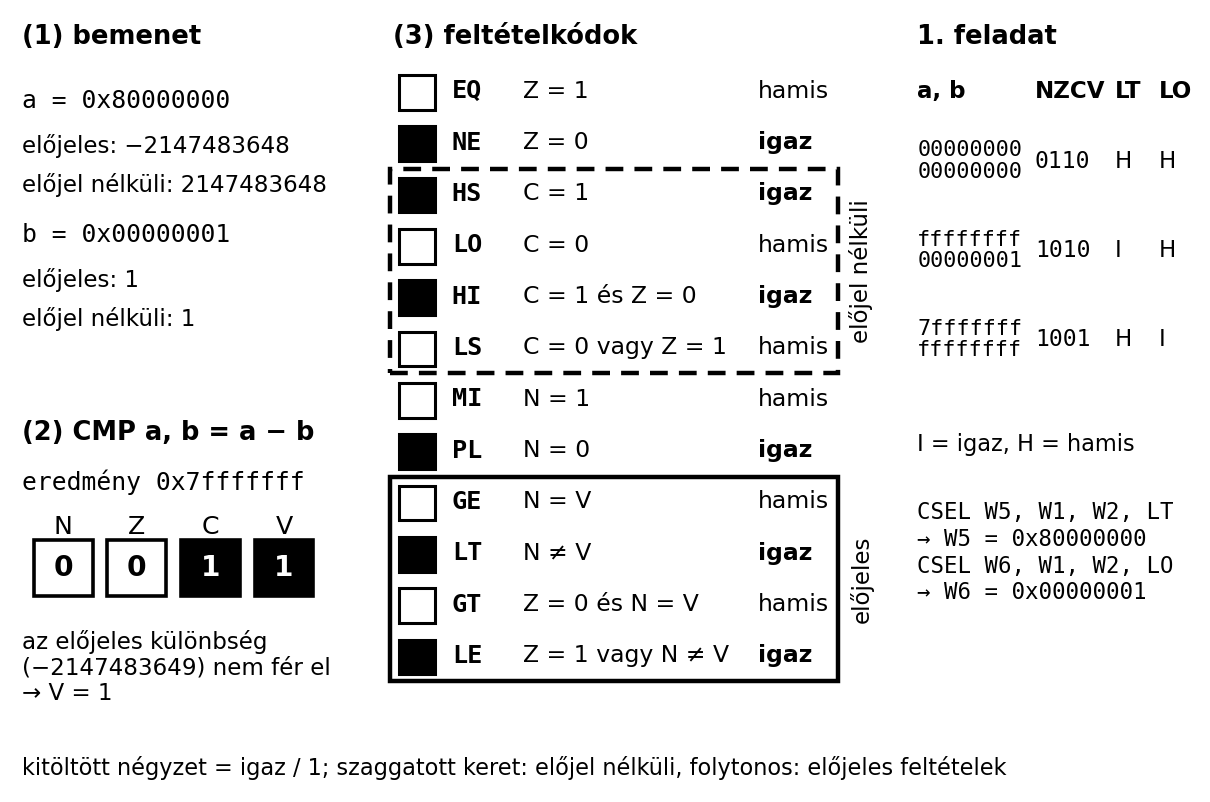 (1) bemenet
a = 0x80000000
előjeles: −2147483648
előjel nélküli: 2147483648
b = 0x00000001
előjeles: 1
előjel nélküli: 1
(2) CMP a, b = a − b
eredmény 0x7fffffff
N Z C V
0 0 1 1
az előjeles különbség
(−2147483649) nem fér el
→ V = 1
(3) feltételkódok
EQ Z = 1 hamis
NE Z = 0 igaz
HS C = 1 igaz
LO C = 0 hamis
HI C = 1 és Z = 0 igaz
LS C = 0 vagy Z = 1 hamis
MI N = 1 hamis
PL N = 0 igaz
GE N = V hamis
LT N ≠ V igaz
GT Z = 0 és N = V hamis
LE Z = 1 vagy N ≠ V igaz
előjel nélküli
előjeles
1. feladat
a, b NZCV LT LO
00000000
00000000 0110 H H
ffffffff
00000001 1010 I H
7fffffff
ffffffff 1001 H I
I = igaz, H = hamis
CSEL W5, W1, W2, LT
→ W5 = 0x80000000
CSEL W6, W1, W2, LO
→ W6 = 0x00000001
kitöltött négyzet = igaz / 1; szaggatott keret: előjel nélküli, folytonos: előjeles feltételek